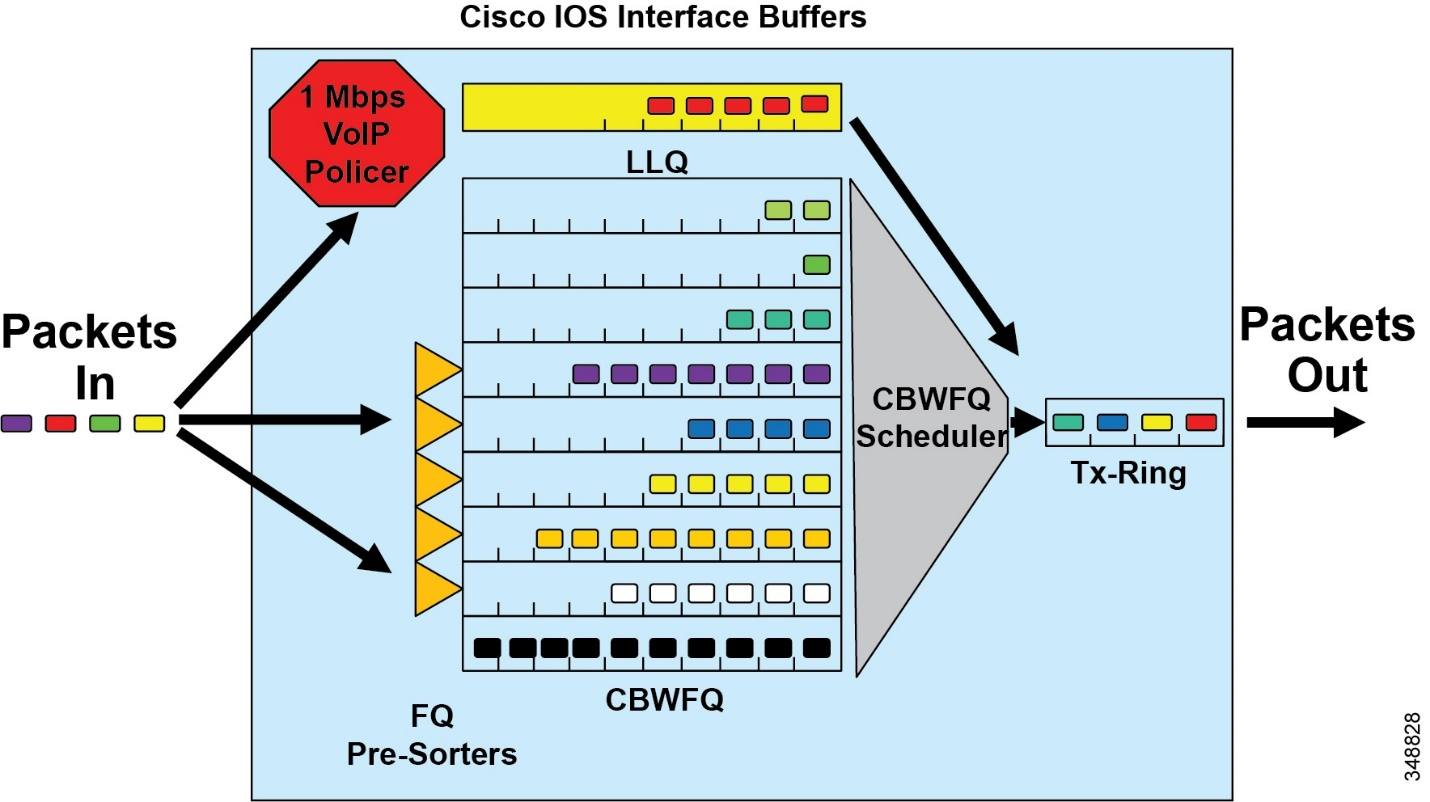 Cisco IOS Interface Buffers
1 Mbps
VoIP
Policer
LLQ
Packets
In
CBWFQ
Scheduler
Packets
Out
Tx-Ring
CBWFQ
FQ
Pre-Sorters
348828